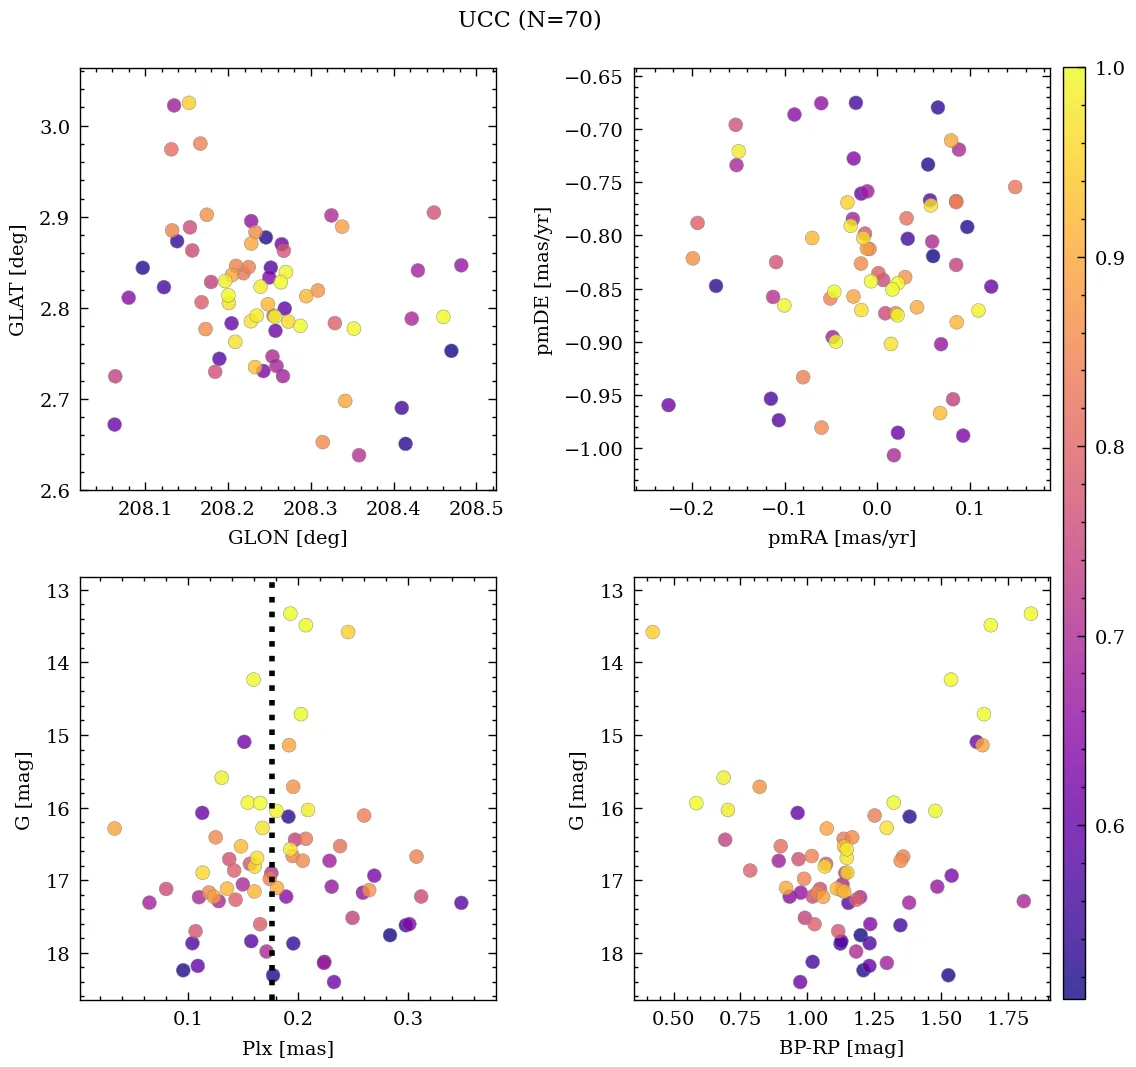 UCC (N=70)
3.0
2.9
2.8
2.7
2.6
GLAT [deg]
208.1 208.2 208.3 208.4 208.5
GLON [deg]
−0.65
−0.70
−0.75
−0.80
−0.85
−0.90
−0.95
−1.00
pmDE [mas/yr]
−0.2 −0.1 0.0 0.1
pmRA [mas/yr]
13
14
15
16
17
18
G [mag]
0.1 0.2 0.3
Plx [mas]
13
14
15
16
17
18
G [mag]
0.50 0.75 1.00 1.25 1.50 1.75
BP-RP [mag]
1.0
0.9
0.8
0.7
0.6